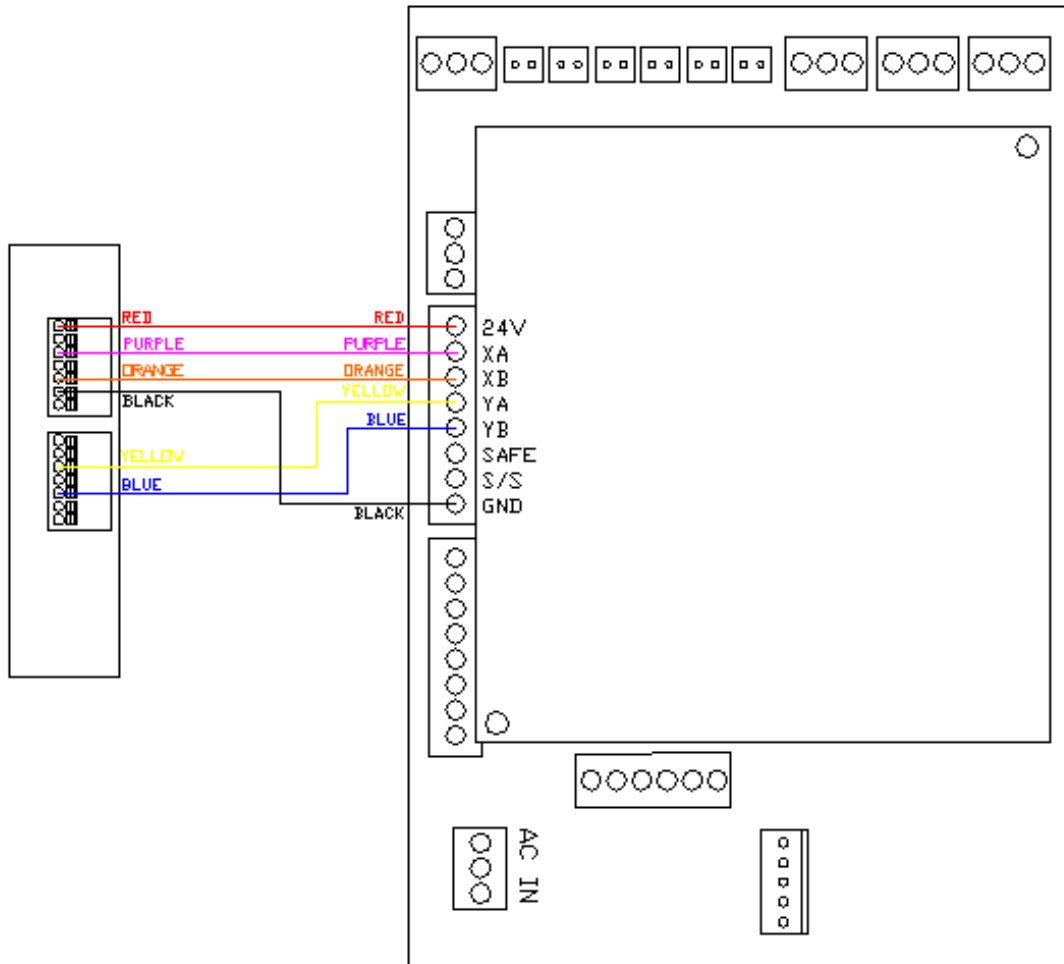 RED RED 24V
PURPLE PURPLE XA
ORANGE ORANGE XB
YELLOW YA
BLACK
BLUE YB
YELLOW SAFE
BLUE S/S
BLACK GND
AC IN